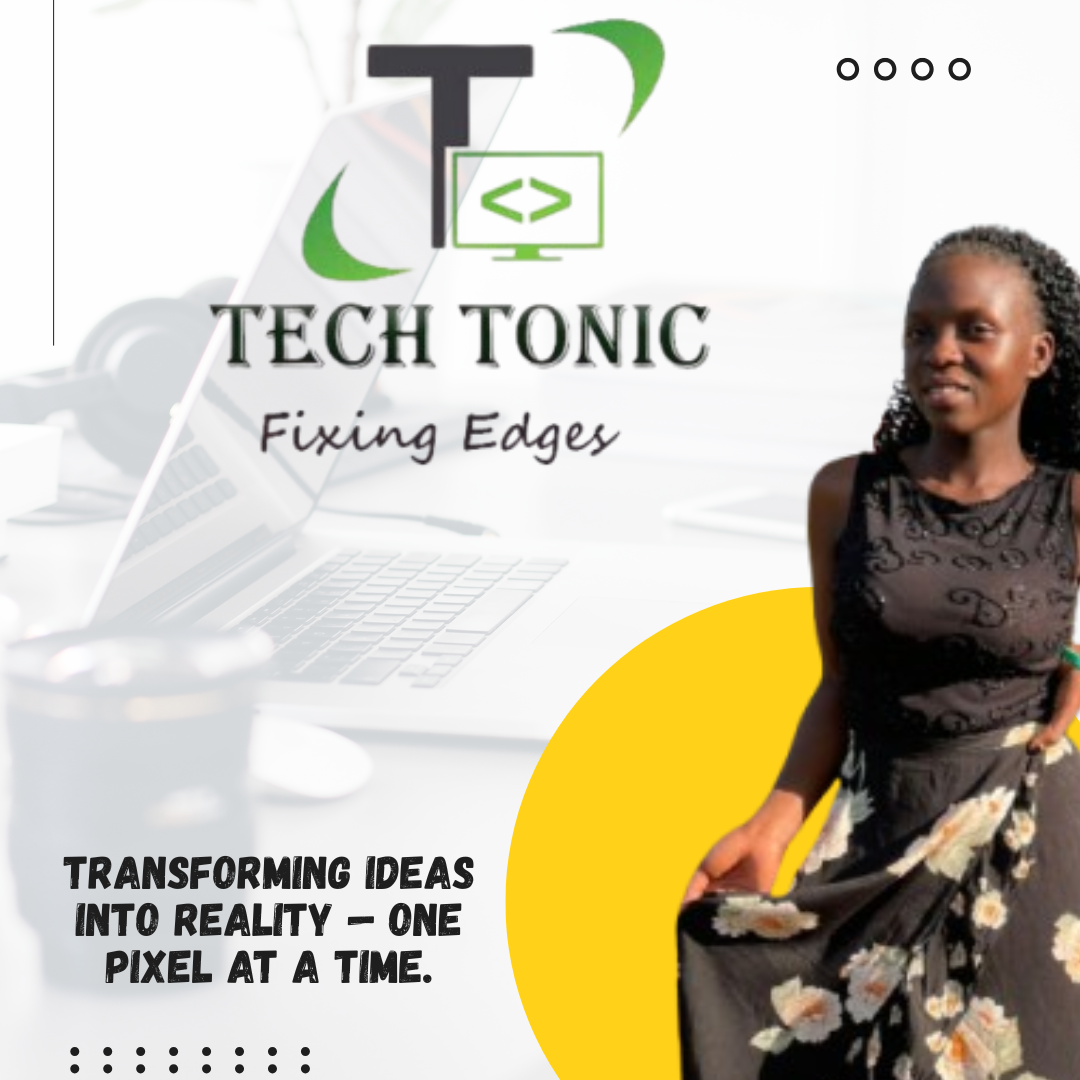 T
<>
TECH TONIC
Fixing Edges
TRANSFORMING IDEAS
INTO REALITY – ONE
PIXEL AT A TIME.